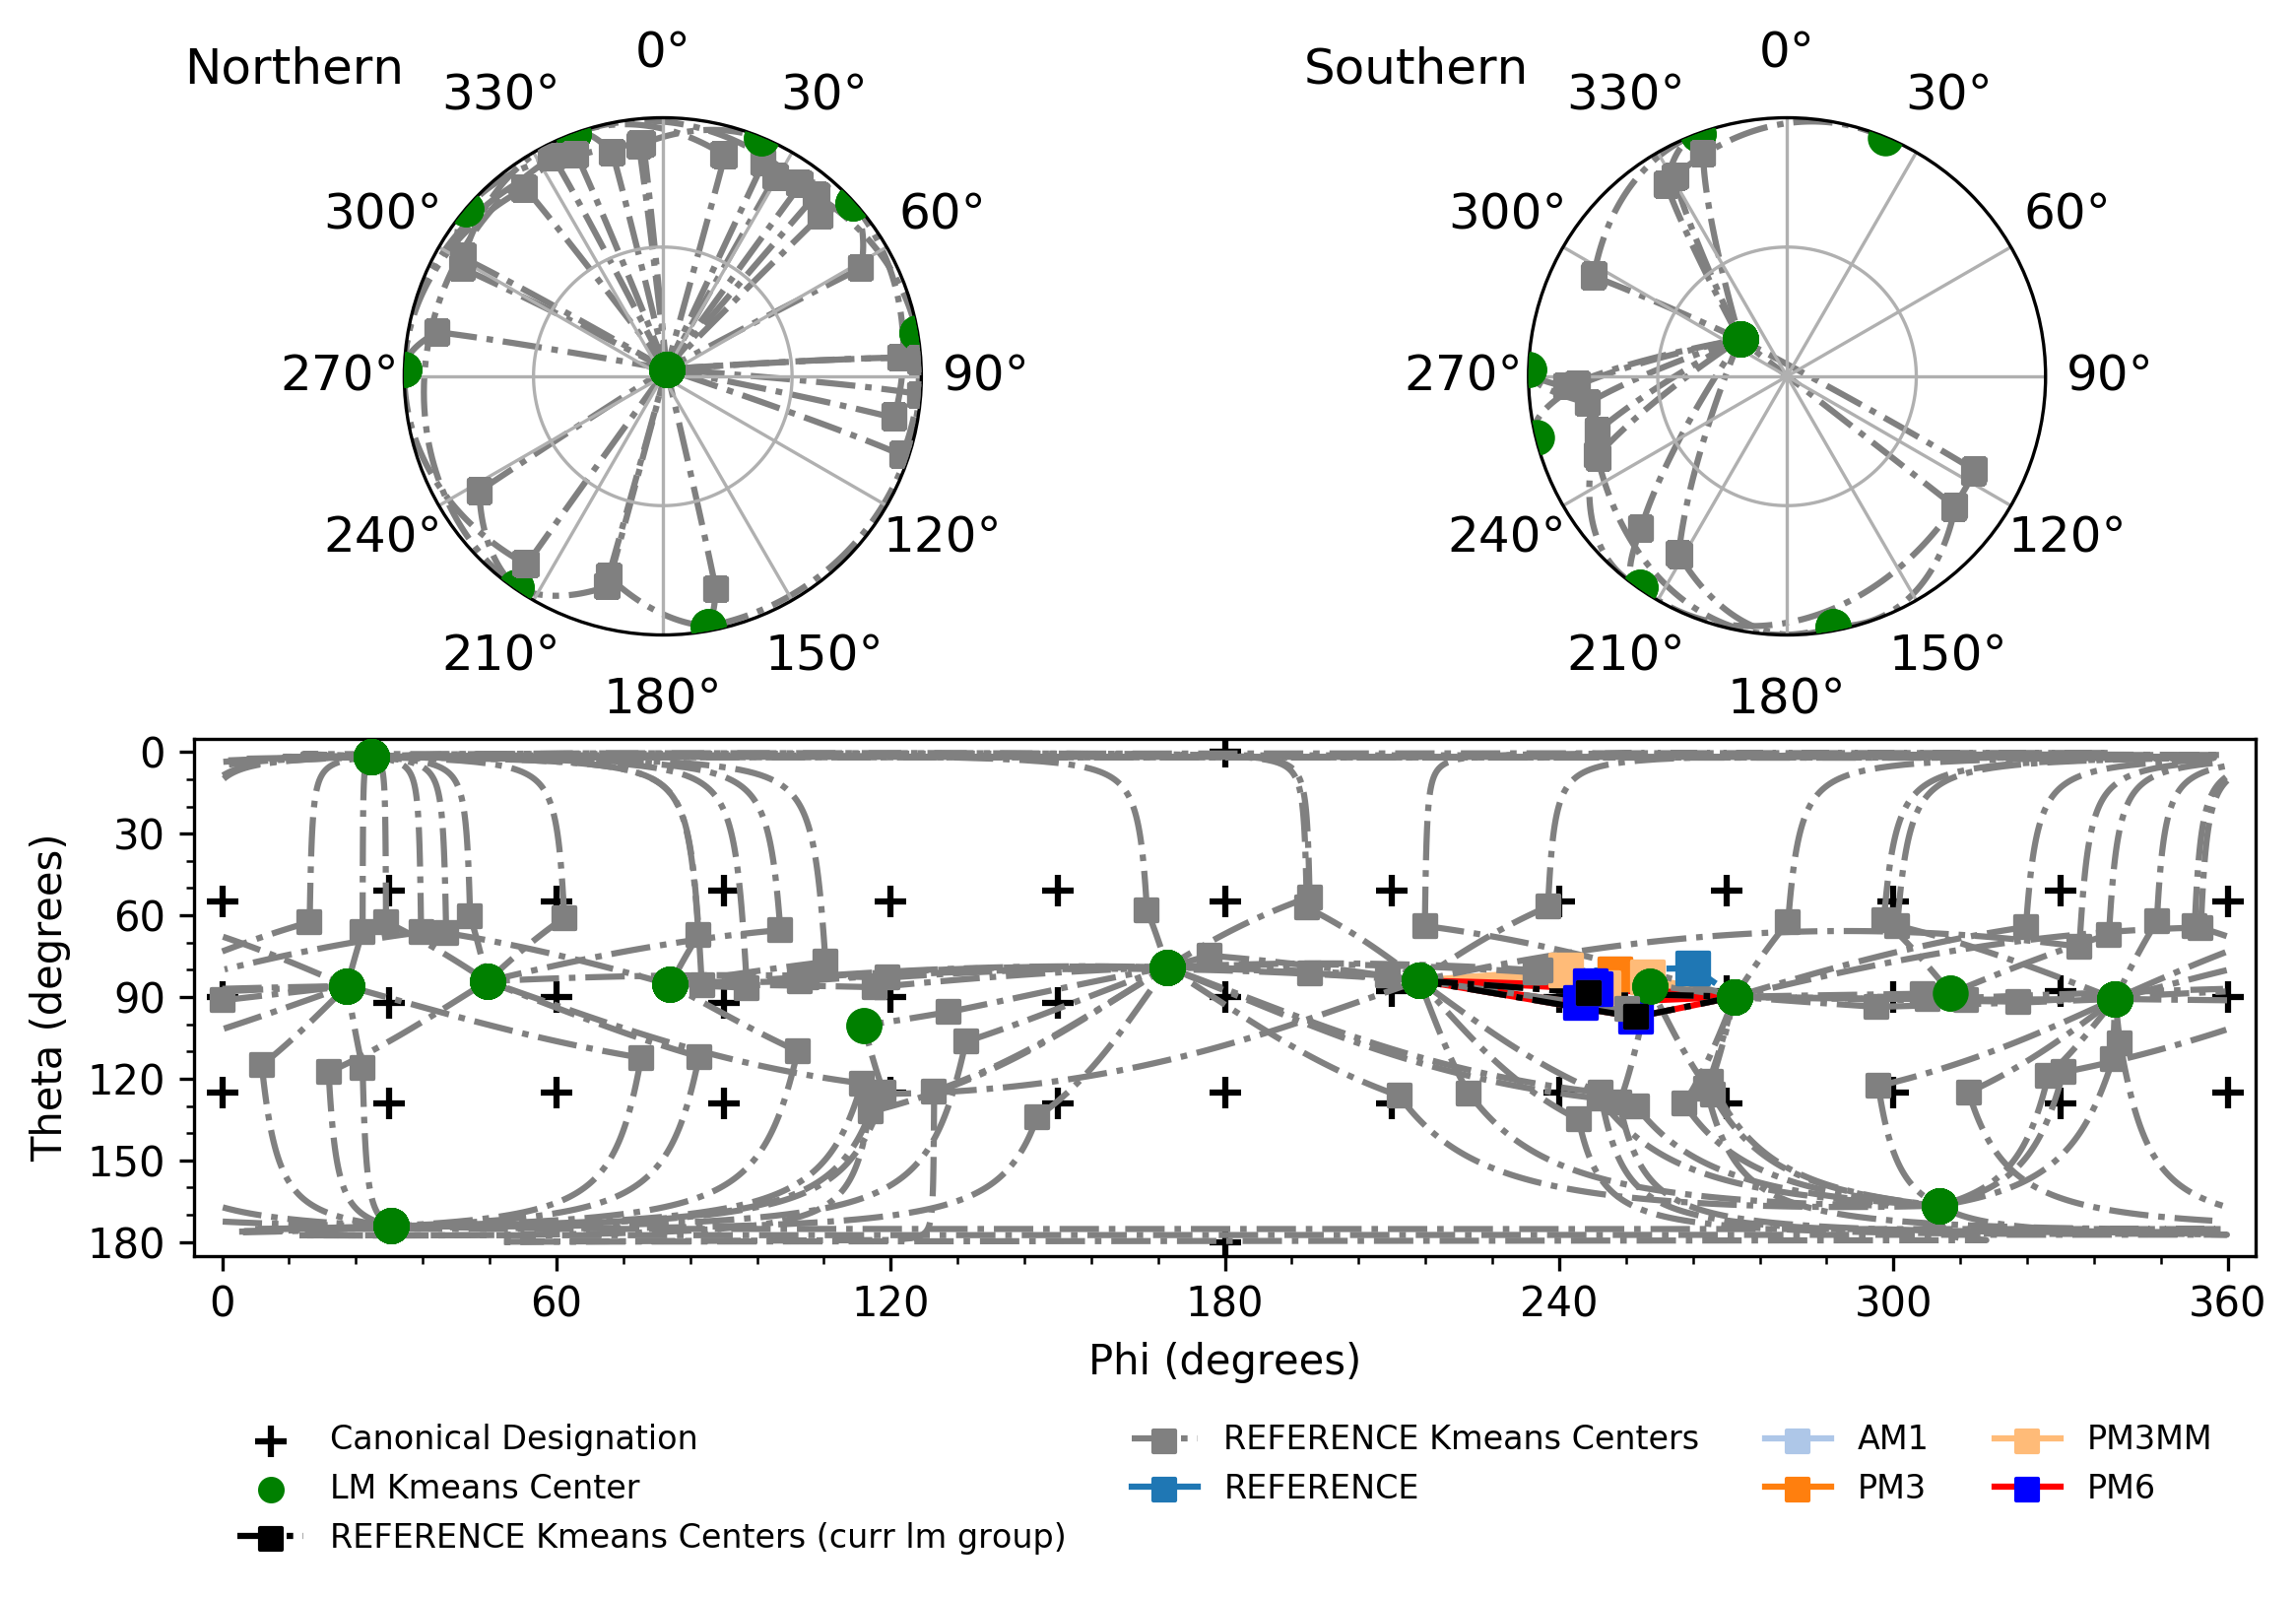 Northern
0°
30°
60°
90°
120°
150°
180°
210°
240°
270°
300°
330°
Southern
0°
30°
60°
90°
120°
150°
180°
210°
240°
270°
300°
330°
Theta (degrees)
0
30
60
90
120
150
180
0 60 120 180 240 300 360
Phi (degrees)
Canonical Designation
LM Kmeans Center
REFERENCE Kmeans Centers (curr lm group)
REFERENCE Kmeans Centers
REFERENCE
AM1
PM3
PM3MM
PM6